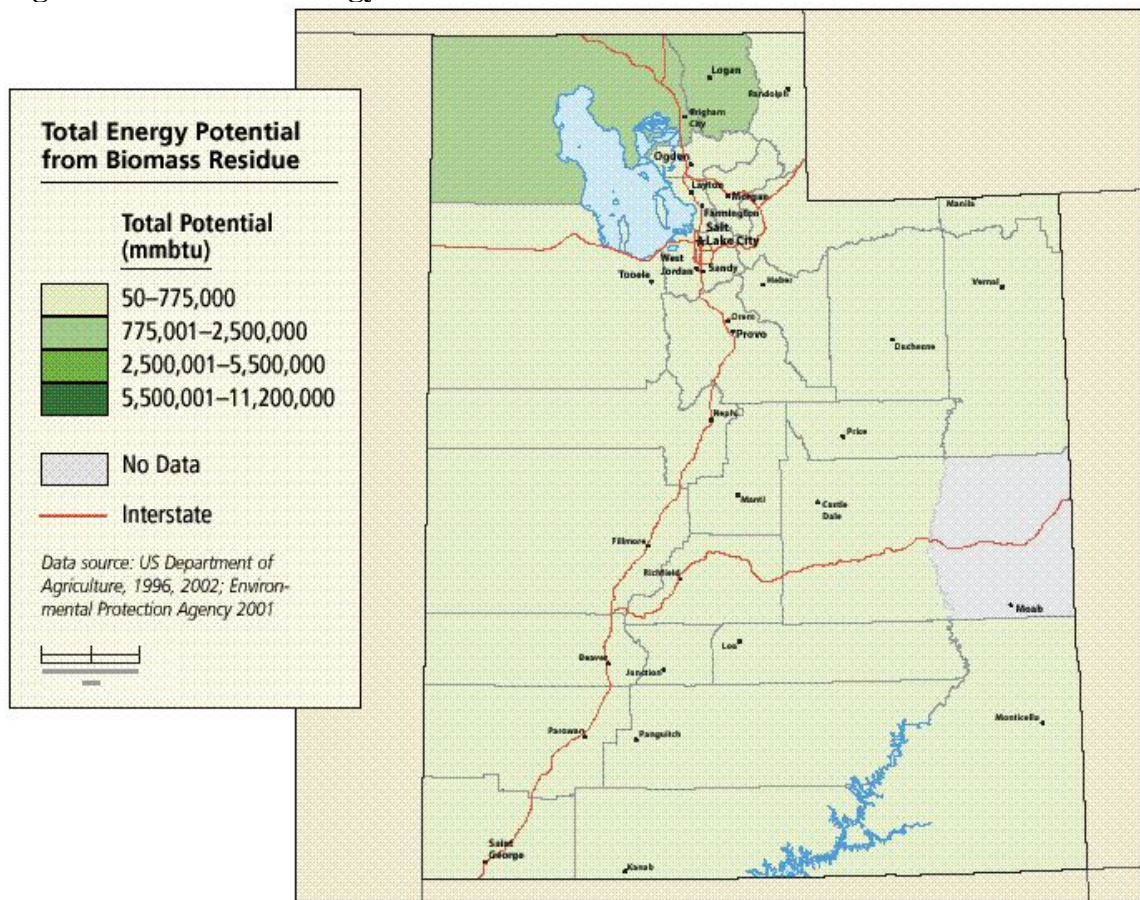 Total Energy Potential
from Biomass Residue
Total Potential
(mmbtu)
50–775,000
775,001–2,500,000
2,500,001–5,500,000
5,500,001–11,200,000
No Data
Interstate
Data source: US Department of
Agriculture, 1996, 2002; Environ-
mental Protection Agency 2001
Logan
Randolph
Brigham
City
Ogden
Layton
Morgan
Farmington
Salt
Lake City
Manila
West
Jordan
Sandy
Tooele
Heber
Vernal
Orem
Provo
Duchesne
Nephi
Price
Manti
Castle
Dale
Fillmore
Richfield
Moab
Loa
Beaver
Junction
Monticello
Parowan
Panguitch
Saint
George
Kanab